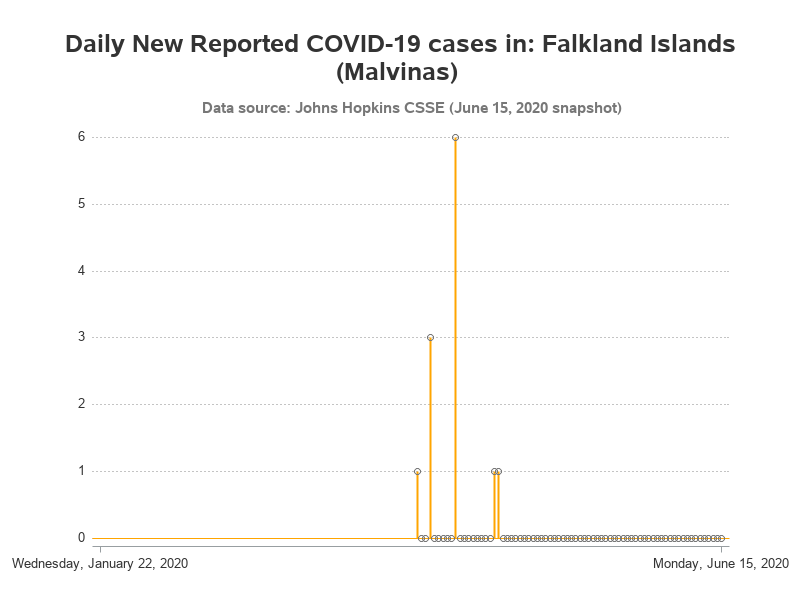 Daily New Reported COVID-19 cases in: Falkland Islands
(Malvinas)
Data source: Johns Hopkins CSSE (June 15, 2020 snapshot)
6
5
4
3
2
1
0
Wednesday, January 22, 2020
Monday, June 15, 2020